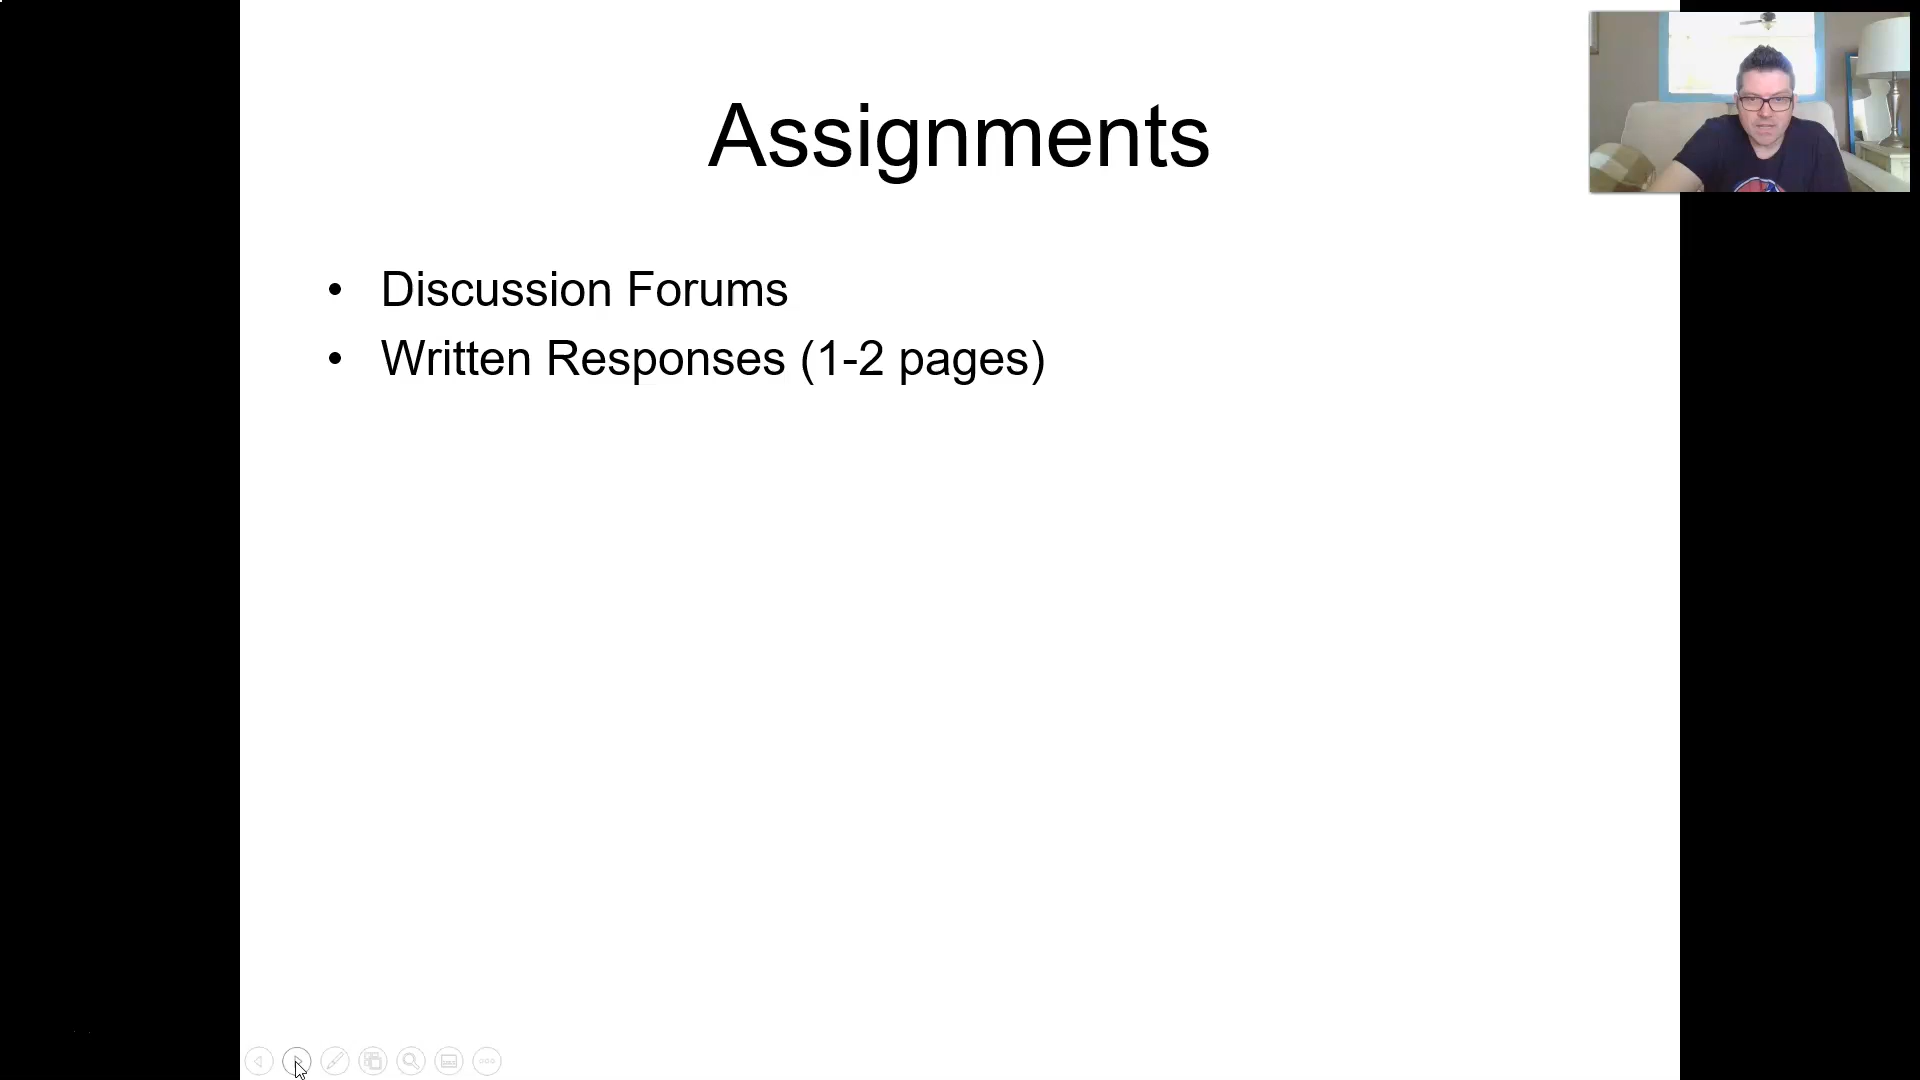 Assignments
• Discussion Forums
• Written Responses (1-2 pages)